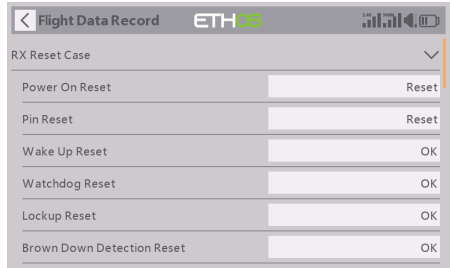 Flight Data Record
ETHOS
RX Reset Case
Power On Reset Reset
Pin Reset Reset
Wake Up Reset OK
Watchdog Reset OK
Lockup Reset OK
Brown Down Detection Reset OK